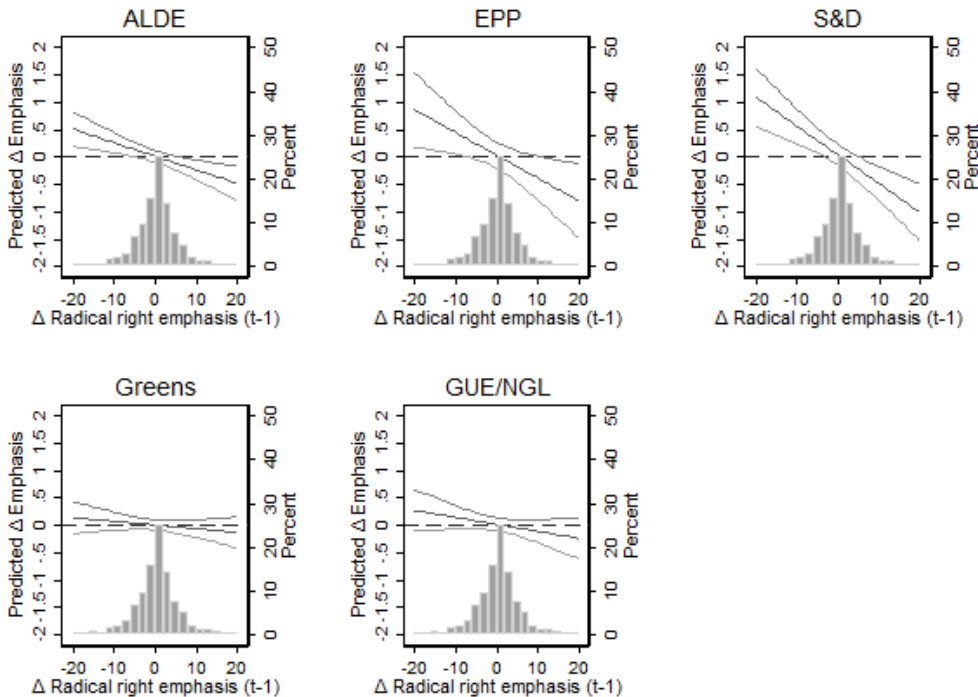 ALDE
EPP
S&D
Predicted Δ Emphasis
-2 -1.5 -1 -.5 0 .5 1 1.5 2
0 10 20 30 40 50
Percent
-20 -10 0 10 20
Δ Radical right emphasis (t-1)
Predicted Δ Emphasis
-2 -1.5 -1 -.5 0 .5 1 1.5 2
0 10 20 30 40 50
Percent
-20 -10 0 10 20
Δ Radical right emphasis (t-1)
Predicted Δ Emphasis
-2 -1.5 -1 -.5 0 .5 1 1.5 2
0 10 20 30 40 50
Percent
-20 -10 0 10 20
Δ Radical right emphasis (t-1)
Greens
GUE/NGL
Predicted Δ Emphasis
-2 -1.5 -1 -.5 0 .5 1 1.5 2
0 10 20 30 40 50
Percent
-20 -10 0 10 20
Δ Radical right emphasis (t-1)
Predicted Δ Emphasis
-2 -1.5 -1 -.5 0 .5 1 1.5 2
0 10 20 30 40 50
Percent
-20 -10 0 10 20
Δ Radical right emphasis (t-1)